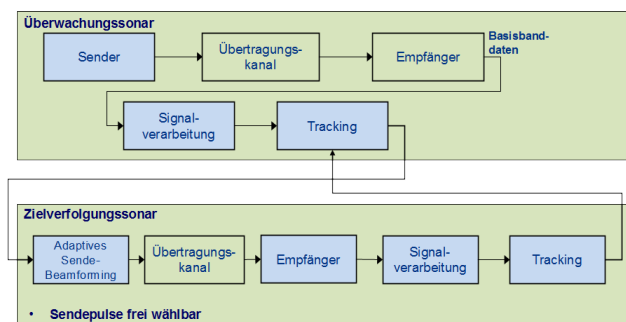 Überwachungssonar
Sender
Übertragungs-
kanal
Empfänger
Basisband-
daten
Signal-
verarbeitung
Tracking
Zielverfolgungssonar
Adaptives
Sende-
Beamforming
Übertragungs-
kanal
Empfänger
Signal-
verarbeitung
Tracking
• Sendepulse frei wählbar